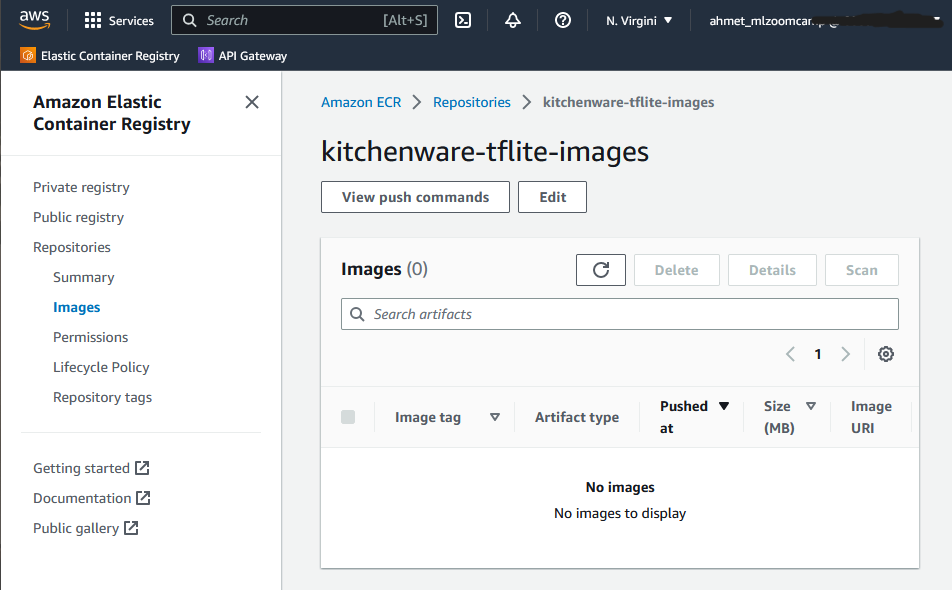 aws
Services
Search [Alt+S]
N. Virgini
ahmet_mlzoomcamp
Elastic Container Registry
API Gateway
Amazon Elastic
Container Registry
Private registry
Public registry
Repositories
Summary
Images
Permissions
Lifecycle Policy
Repository tags
Getting started
Documentation
Public gallery
Amazon ECR > Repositories > kitchenware-tflite-images
kitchenware-tflite-images
View push commands
Edit
Images (0)
Delete
Details
Scan
Search artifacts
1
Image tag
Artifact type
Pushed
at
Size
(MB)
Image
URI
No images
No images to display